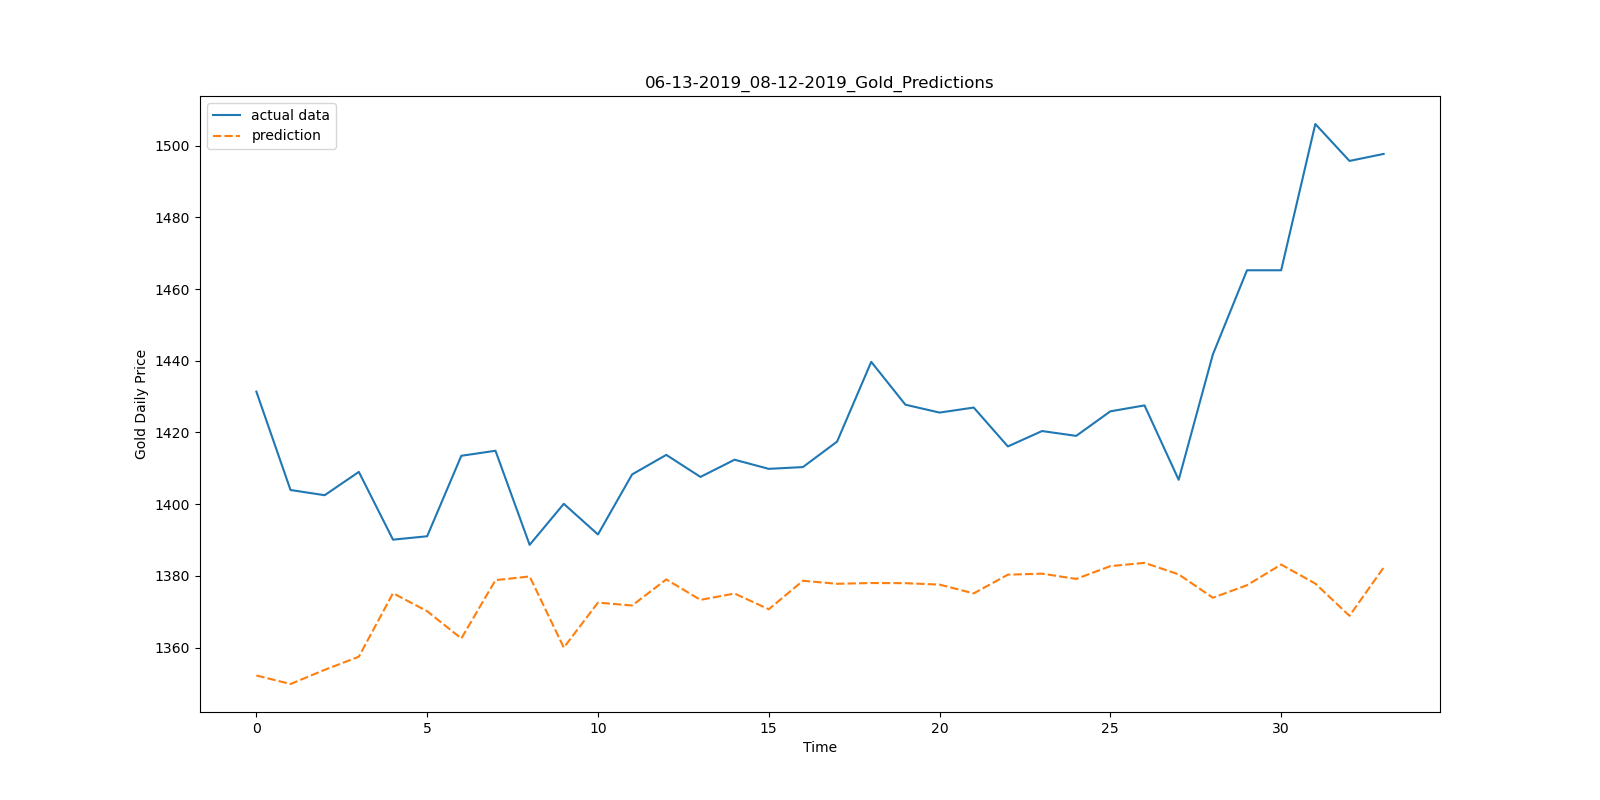 06-13-2019_08-12-2019_Gold_Predictions
actual data
prediction
Gold Daily Price
1500
1480
1460
1440
1420
1400
1380
1360
0 5 10 15 20 25 30
Time